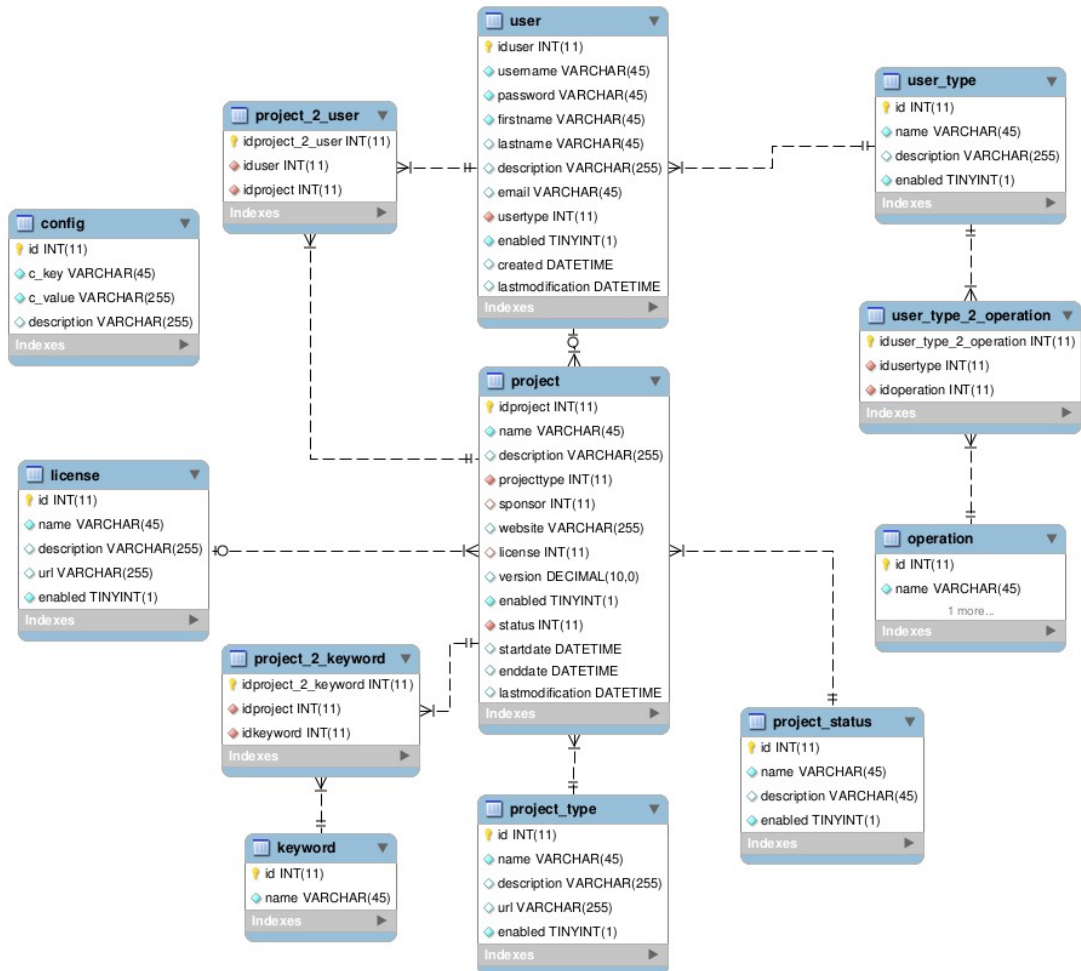 user
iduser INT(11)
username VARCHAR(45)
password VARCHAR(45)
firstname VARCHAR(45)
lastname VARCHAR(45)
description VARCHAR(255)
email VARCHAR(45)
usertype INT(11)
enabled TINYINT(1)
created DATETIME
lastmodification DATETIME
Indexes
user_type
id INT(11)
name VARCHAR(45)
description VARCHAR(255)
enabled TINYINT(1)
Indexes
project_2_user
idproject_2_user INT(11)
iduser INT(11)
idproject INT(11)
Indexes
config
id INT(11)
c_key VARCHAR(45)
c_value VARCHAR(255)
description VARCHAR(255)
Indexes
user_type_2_operation
iduser_type_2_operation INT(11)
idusertype INT(11)
idoperation INT(11)
Indexes
project
idproject INT(11)
name VARCHAR(45)
description VARCHAR(255)
projecttype INT(11)
sponsor INT(11)
website VARCHAR(255)
license INT(11)
version DECIMAL(10,0)
enabled TINYINT(1)
status INT(11)
startdate DATETIME
enddate DATETIME
lastmodification DATETIME
Indexes
license
id INT(11)
name VARCHAR(45)
description VARCHAR(255)
url VARCHAR(255)
enabled TINYINT(1)
Indexes
operation
id INT(11)
name VARCHAR(45)
1 more...
Indexes
project_2_keyword
idproject_2_keyword INT(11)
idproject INT(11)
idkeyword INT(11)
Indexes
project_status
id INT(11)
name VARCHAR(45)
description VARCHAR(45)
enabled TINYINT(1)
Indexes
project_type
id INT(11)
name VARCHAR(45)
description VARCHAR(255)
url VARCHAR(255)
enabled TINYINT(1)
Indexes
keyword
id INT(11)
name VARCHAR(45)
Indexes